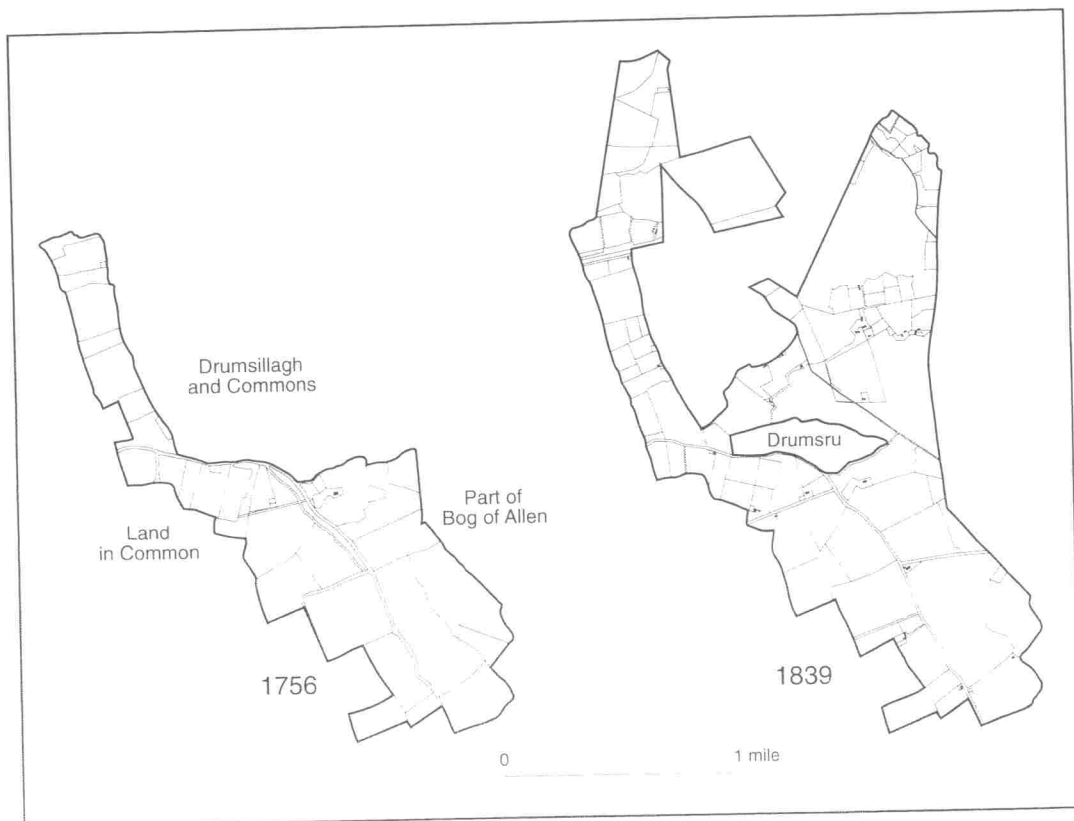 Drumsillagh
and Commons
Land
in Common
Part of
Bog of Allen
1756
Drumsru
1839
0
1 mile